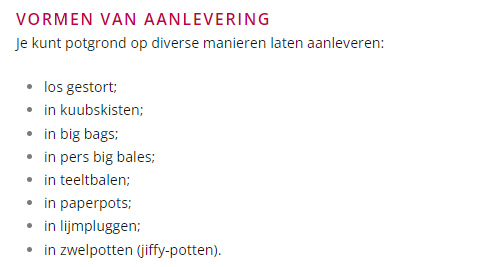 VORMEN VAN AANLEVERING
Je kunt potgrond op diverse manieren laten aanleveren:
• los gestort;
• in kuubskisten;
• in big bags;
• in pers big bales;
• in teeltbalen;
• in paperpots;
• in lijmpluggen;
• in zwelpotten (jiffy-potten).